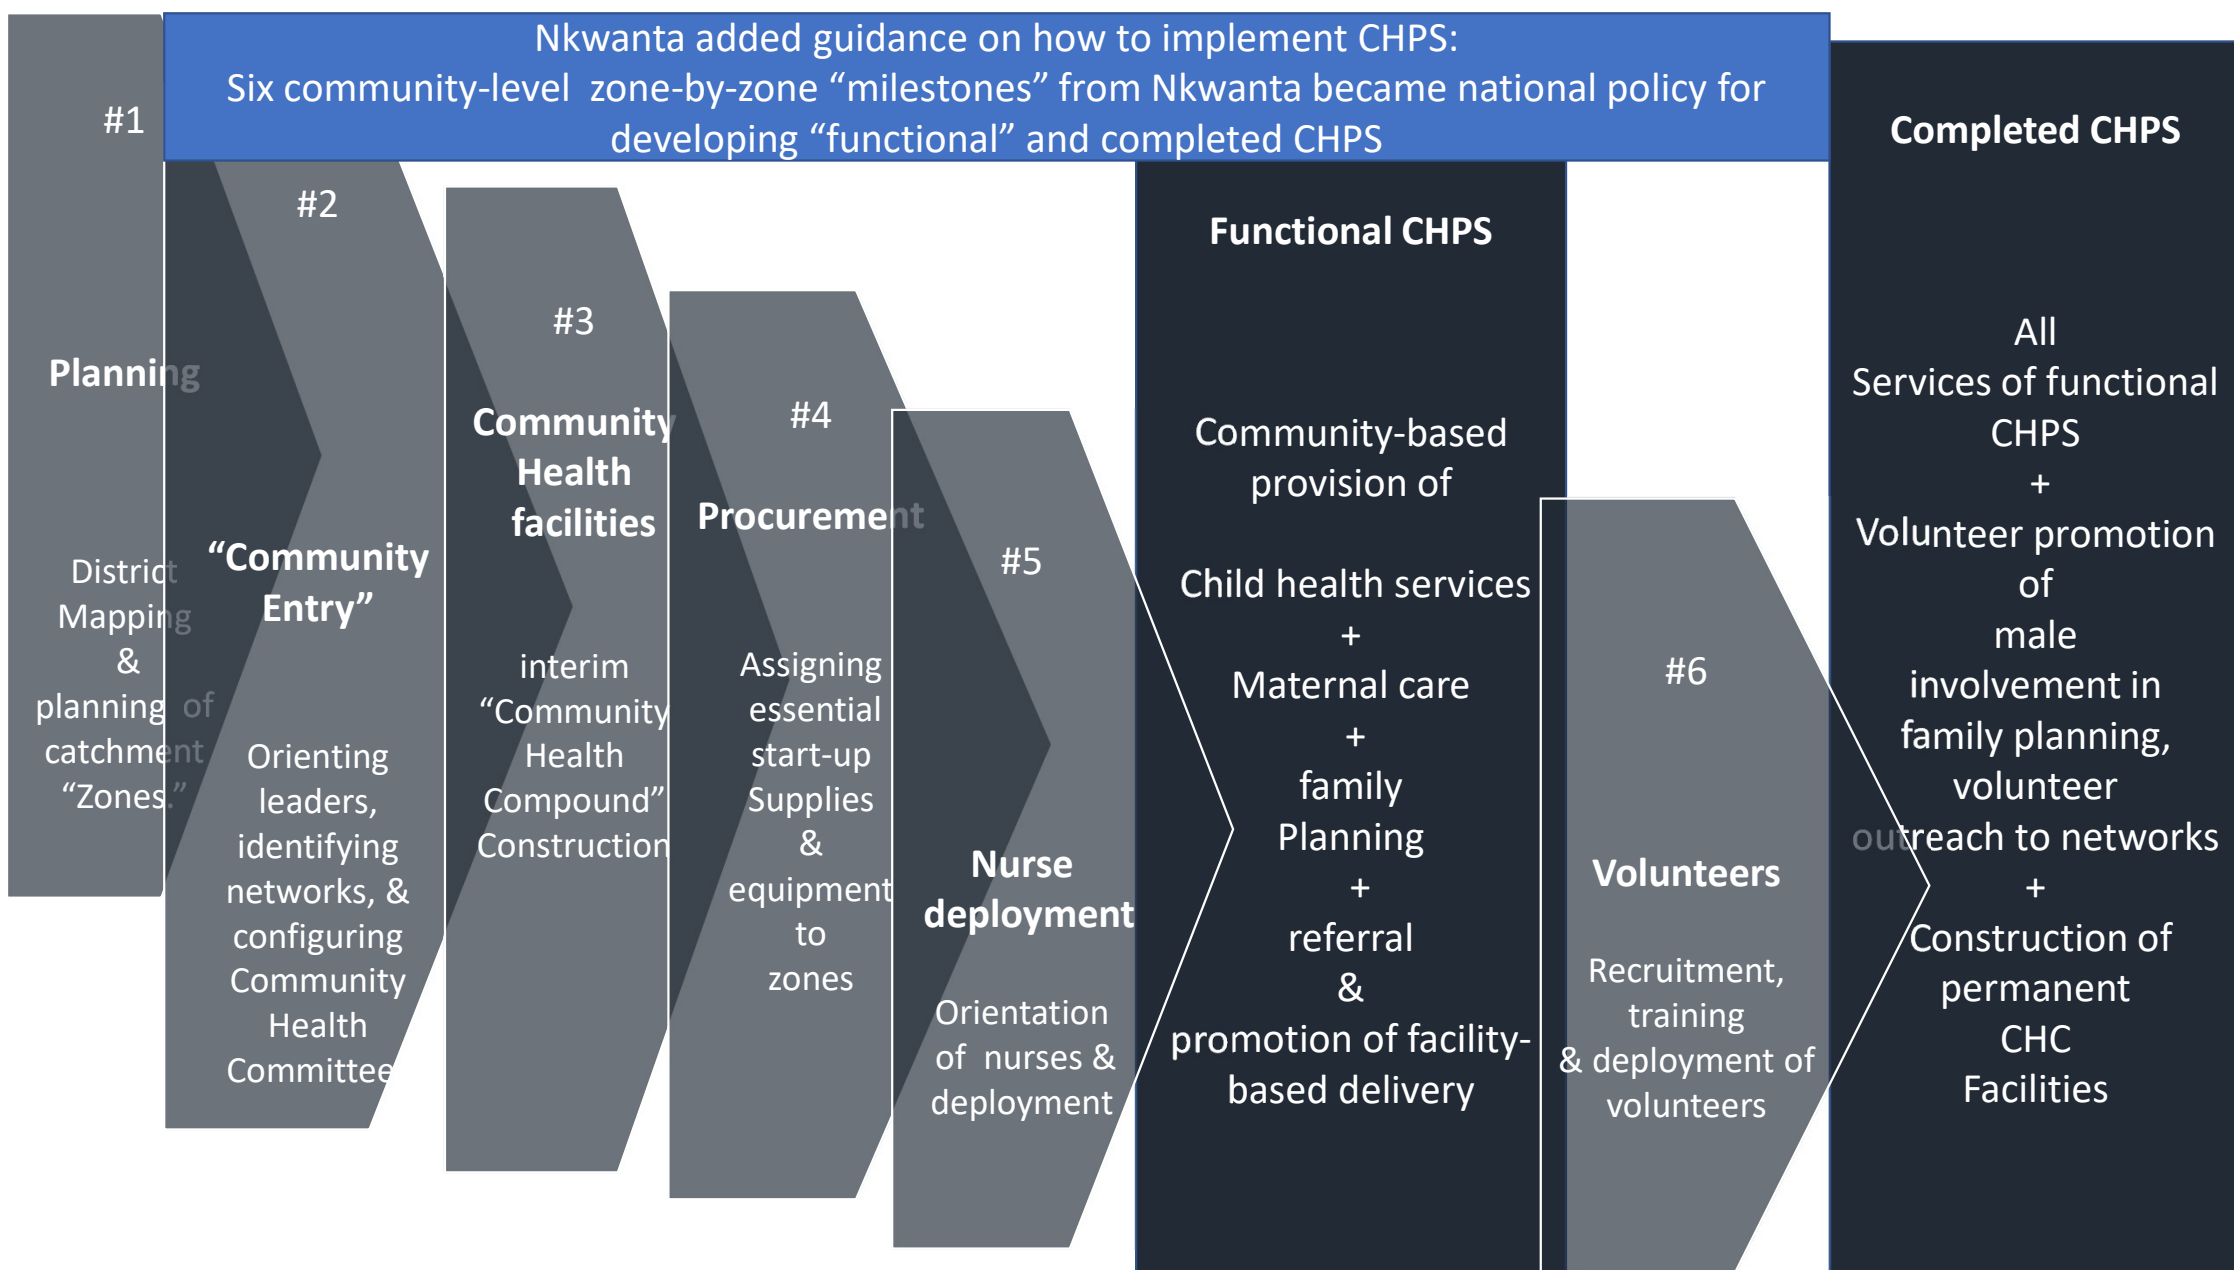 Nkwanta added guidance on how to implement CHPS:
Six community-level zone-by-zone “milestones” from Nkwanta became national policy for
developing “functional” and completed CHPS
#1
Planning
District
Mapping
&
planning of
catchment
“Zones.”
#2
“Community
Entry”
Orienting
leaders,
identifying
networks, &
configuring
Community
Health
Committee
#3
Community
Health
facilities
interim
“Community
Health
Compound”
Construction
#4
Procurement
Assigning
essential
start-up
Supplies
&
equipment
to
zones
#5
Nurse
deployment
Orientation
of nurses &
deployment
Functional CHPS
Community-based
provision of
Child health services
+
Maternal care
+
family
Planning
+
referral
&
promotion of facility-
based delivery
#6
Volunteers
Recruitment,
training
& deployment of
volunteers
Completed CHPS
All
Services of functional
CHPS
+
Volunteer promotion
of
male
involvement in
family planning,
volunteer
outreach to networks
+
Construction of
permanent
CHC
Facilities